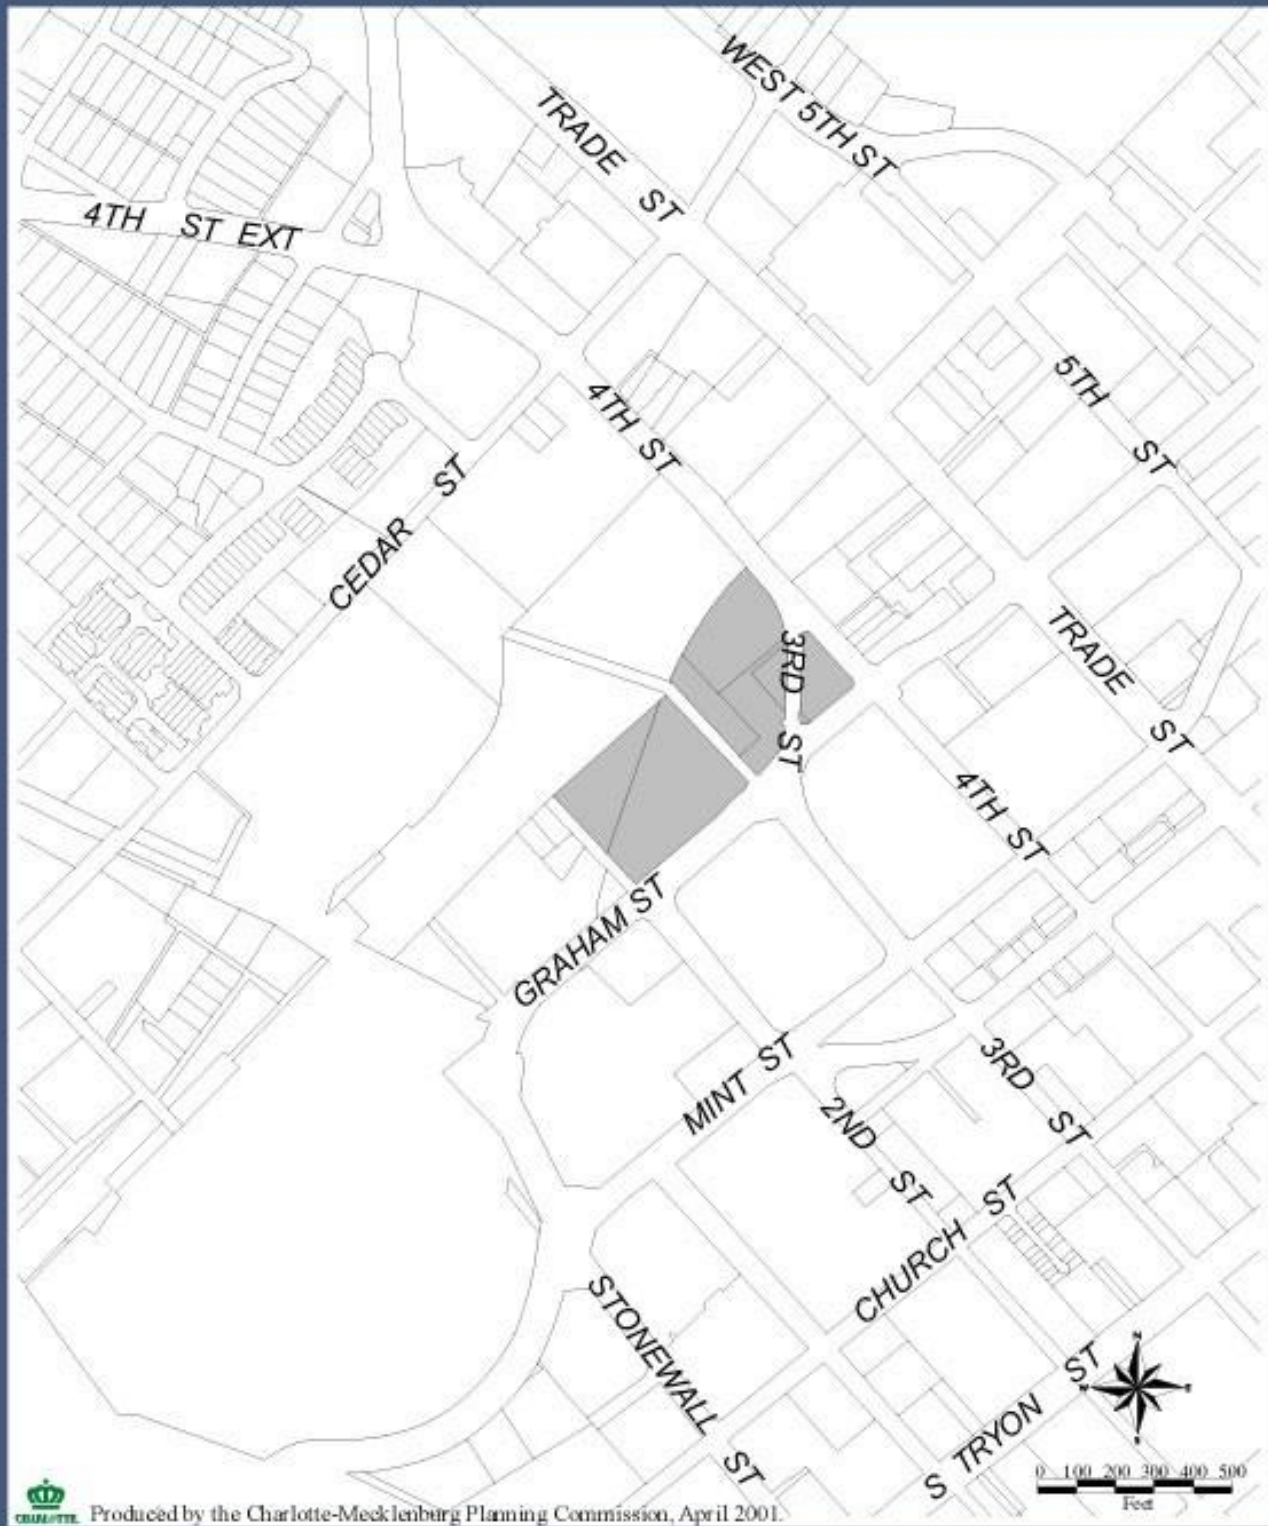 WEST 5TH ST
TRADE ST
4TH ST EXT
4TH ST
5TH ST
CEDAR ST
3RD ST
TRADE ST
4TH ST
GRAHAM ST
MINT ST
3RD ST
2ND ST
CHURCH ST
STONEWALL ST
S TRYON ST
N
W E
S
0 100 200 300 400 500
Feet
CHARLOTTE
Produced by the Charlotte-Mecklenburg Planning Commission, April 2001.